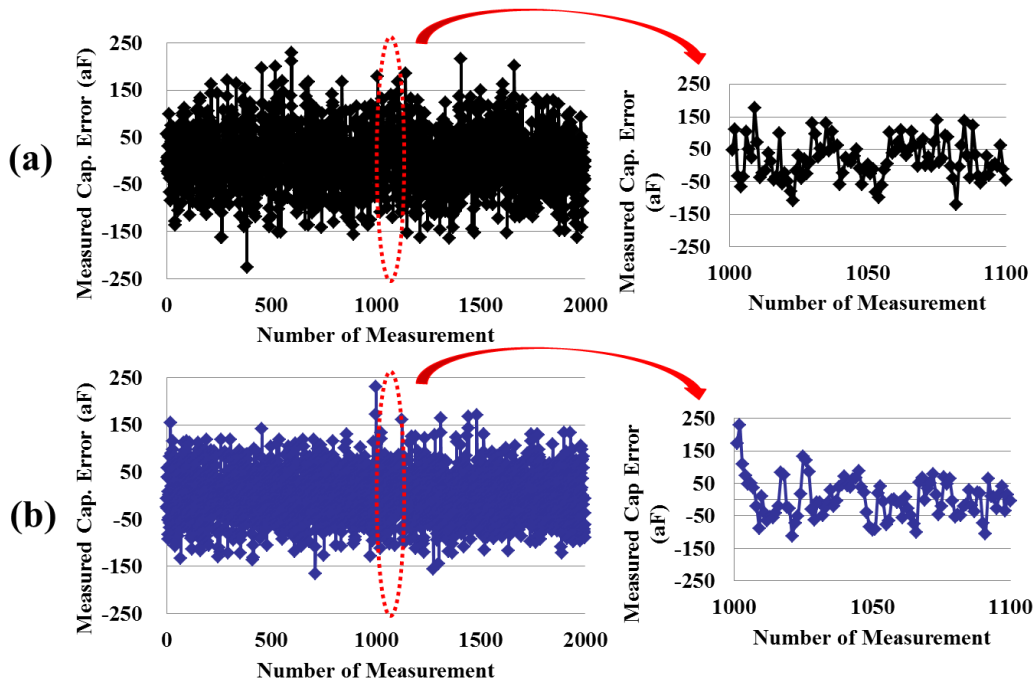 (a)
Measured Cap. Error (aF)
250
150
50
-50
-150
-250
0 500 1000 1500 2000
Number of Measurement
Measured Cap. Error
(aF)
250
150
50
-50
-150
-250
1000 1050 1100
Number of Measurement
(b)
Measured Cap. Error (aF)
250
150
50
-50
-150
-250
0 500 1000 1500 2000
Number of Measurement
Measured Cap Error
(aF)
250
150
50
-50
-150
-250
1000 1050 1100
Number of Measurement